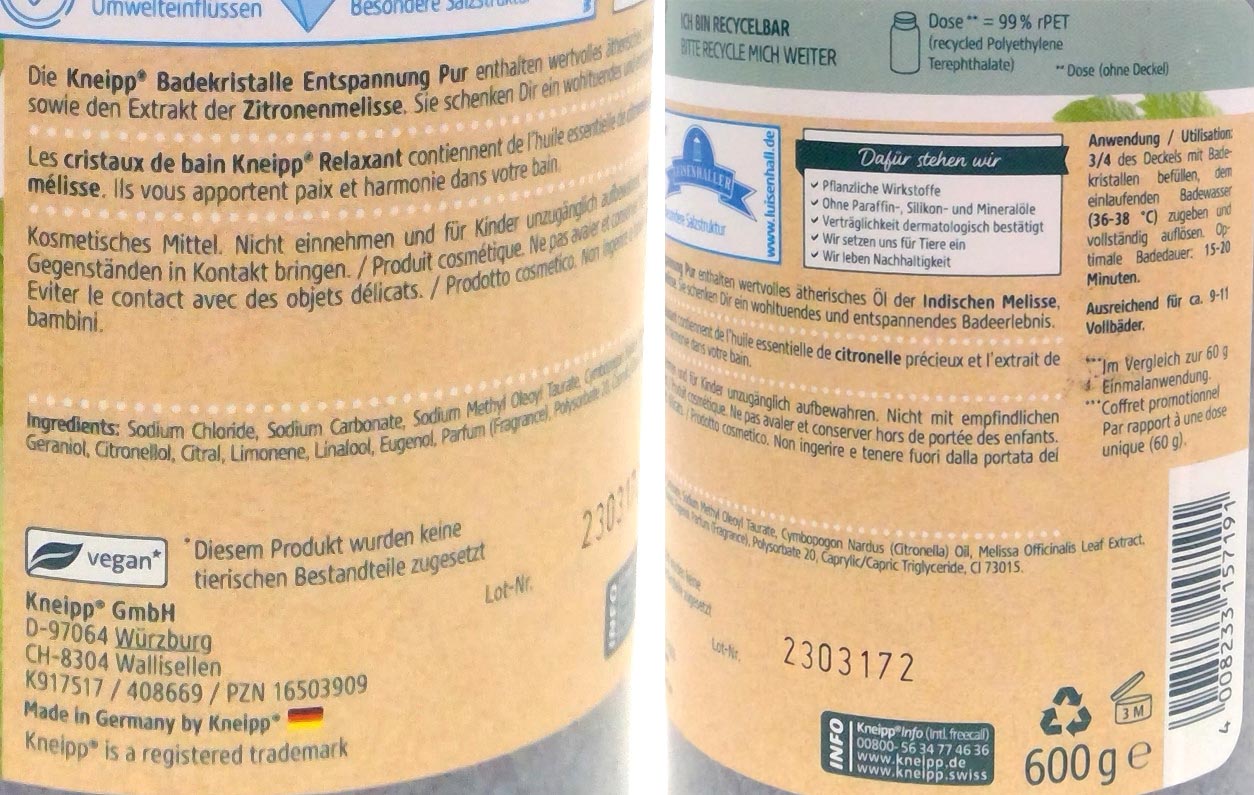 Umwelteinflüssen
Besondere Salzstruktur
Die Kneipp® Badekristalle Entspannung Pur enthalten wertvolles
sowie den Extrakt der Zitronenmelisse. Sie schenken Dir ein wohltuendes
Les cristaux de bain Kneipp® Relaxant contiennent de l'huile essentielle de
mélisse. Ils vous apportent paix et harmonie dans votre bain.
Kosmetisches Mittel. Nicht einnehmen und für Kinder unzugänglich
Gegenständen in Kontakt bringen. / Produit cosmétique. Ne pas avaler et
Eviter le contact avec des objets délicats. / Prodotto cosmetico. Non ingerire e
bambini.
Ingredients: Sodium Chloride, Sodium Carbonate, Sodium Methyl Oleoyl Taurate, Cymbopogon
Geraniol, Citronellol, Citral, Limonene, Linalool, Eugenol, Parfum (Fragrance), Polysorbate 20,
vegan*
*Diesem Produkt wurden keine
tierischen Bestandteile zugesetzt
Lot-Nr.
23031
INFO
Kneipp® GmbH
D-97064 Würzburg
CH-8304 Wallisellen
K917517 / 408669 / PZN 16503909
Made in Germany by Kneipp®
Kneipp® is a registered trademark
ICH BIN RECYCELBAR
BITTE RECYCLE MICH WEITER
Dose** = 99 % rPET
(recycled Polyethylene
Terephthalate)
**Dose (ohne Deckel)
Salzstruktur
www.luisenhall.de
Dafür stehen wir
✓ Pflanzliche Wirkstoffe
✓ Ohne Paraffin-, Silikon- und Mineralöle
✓ Verträglichkeit dermatologisch bestätigt
✓ Wir setzen uns für Tiere ein
✓ Wir leben Nachhaltigkeit
Pur enthalten wertvolles ätherisches Öl der Indischen Melisse,
Sie schenken Dir ein wohltuendes und entspannendes Badeerlebnis.
contiennent de l'huile essentielle de citronelle précieux et l'extrait de
dans votre bain.
und für Kinder unzugänglich aufbewahren. Nicht mit empfindlichen
cosmétique. Ne pas avaler et conserver hors de portée des enfants.
/ Prodotto cosmetico. Non ingerire e tenere fuori dalla portata dei
Methyl Oleoyl Taurate, Cymbopogon Nardus (Citronella) Oil, Melissa Officinalis Leaf Extract,
Parfum (Fragrance), Polysorbate 20, Caprylic/Capric Triglyceride, CI 73015.
Lot-Nr.
2303172
Anwendung / Utilisation:
3/4 des Deckels mit Bade-
kristallen befüllen, dem
einlaufenden Badewasser
(36-38 °C) zugeben und
vollständig auflösen. Op-
timale Badedauer: 15-20
Minuten.
Ausreichend für ca. 9-11
Vollbäder.
***Im Vergleich zur 60 g
Einmalanwendung.
***Coffret promotionnel
Par rapport à une dose
unique (60 g).
4 008233 157191
INFO
Kneipp®Info (intl. freecall)
00800- 56 34 77 46 36
www.kneipp.de
www.kneipp.swiss
3 M
600 g e